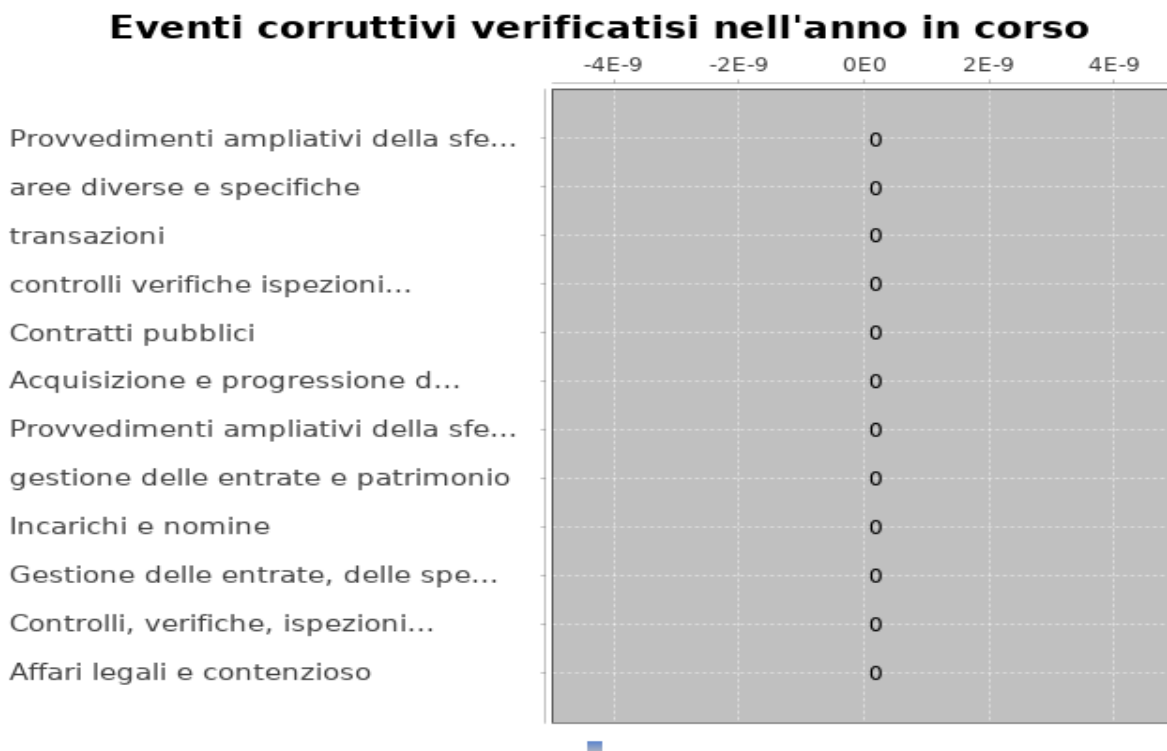 Eventi corruttivi verificatisi nell'anno in corso
-4E-9 -2E-9 0E0 2E-9 4E-9
Provvedimenti ampliativi della sfe... 0
aree diverse e specifiche 0
transazioni 0
controlli verifiche ispezioni... 0
Contratti pubblici 0
Acquisizione e progressione d... 0
Provvedimenti ampliativi della sfe... 0
gestione delle entrate e patrimonio 0
Incarichi e nomine 0
Gestione delle entrate, delle spe... 0
Controlli, verifiche, ispezioni... 0
Affari legali e contenzioso 0